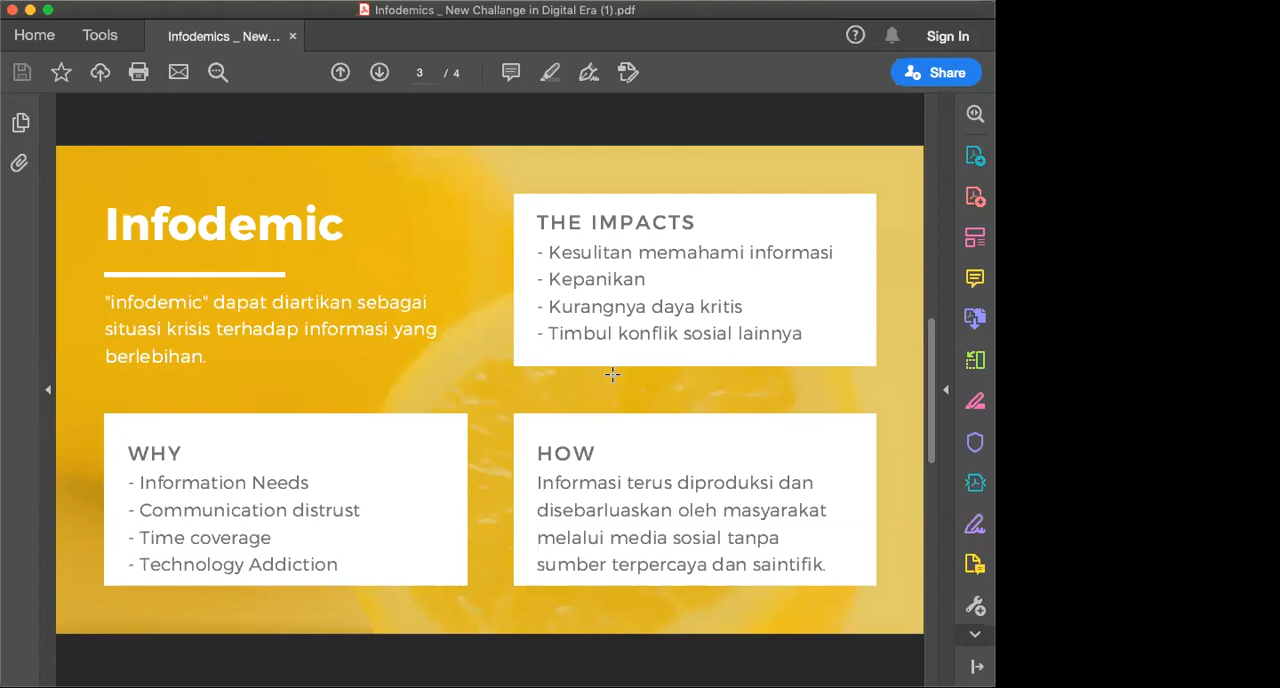 Infodemics _ New Challange in Digital Era (1).pdf
Home
Tools
Infodemics _ New...
×
Sign In
3 / 4
Share
Infodemic
"infodemic" dapat diartikan sebagai
situasi krisis terhadap informasi yang
berlebihan.
THE IMPACTS
- Kesulitan memahami informasi
- Kepanikan
- Kurangnya daya kritis
- Timbul konflik sosial lainnya
WHY
- Information Needs
- Communication distrust
- Time coverage
- Technology Addiction
HOW
Informasi terus diproduksi dan
disebarluaskan oleh masyarakat
melalui media sosial tanpa
sumber terpercaya dan saintifik.